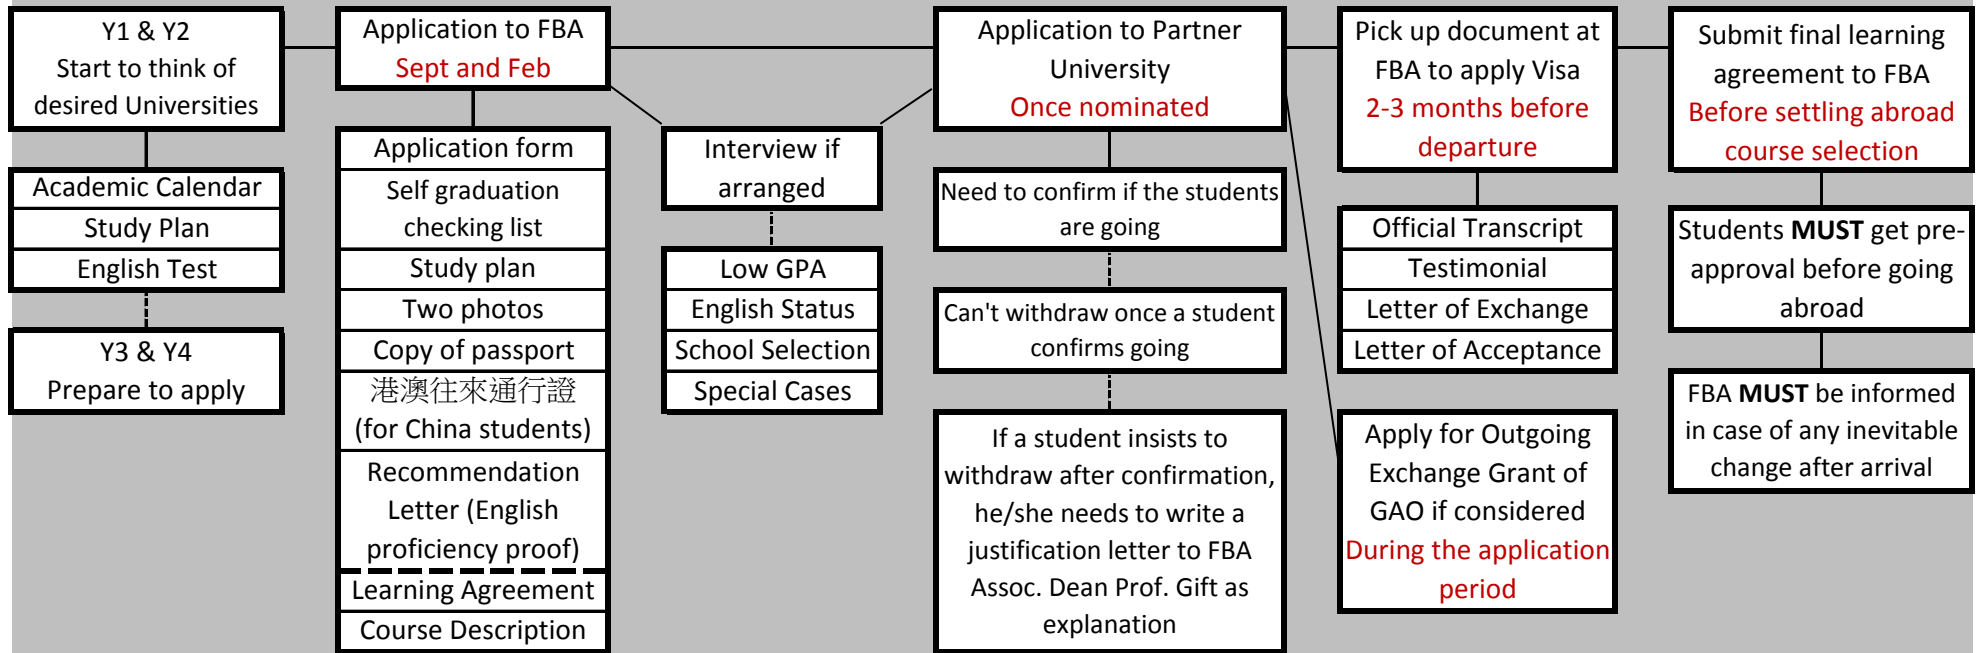 Y1 & Y2
Start to think of
desired Universities
Academic Calendar
Study Plan
English Test
Y3 & Y4
Prepare to apply
Application to FBA
Sept and Feb
Application form
Self graduation
checking list
Study plan
Two photos
Copy of passport
港澳往來通行證
(for China students)
Recommendation
Letter (English
proficiency proof)
Learning Agreement
Course Description
Interview if
arranged
Low GPA
English Status
School Selection
Special Cases
Application to Partner
University
Once nominated
Need to confirm if the students
are going
Can't withdraw once a student
confirms going
If a student insists to
withdraw after confirmation,
he/she needs to write a
justification letter to FBA
Assoc. Dean Prof. Gift as
explanation
Pick up document at
FBA to apply Visa
2-3 months before
departure
Official Transcript
Testimonial
Letter of Exchange
Letter of Acceptance
Apply for Outgoing
Exchange Grant of
GAO if considered
During the application
period
Submit final learning
agreement to FBA
Before settling abroad
course selection
Students MUST get pre-
approval before going
abroad
FBA MUST be informed
in case of any inevitable
change after arrival